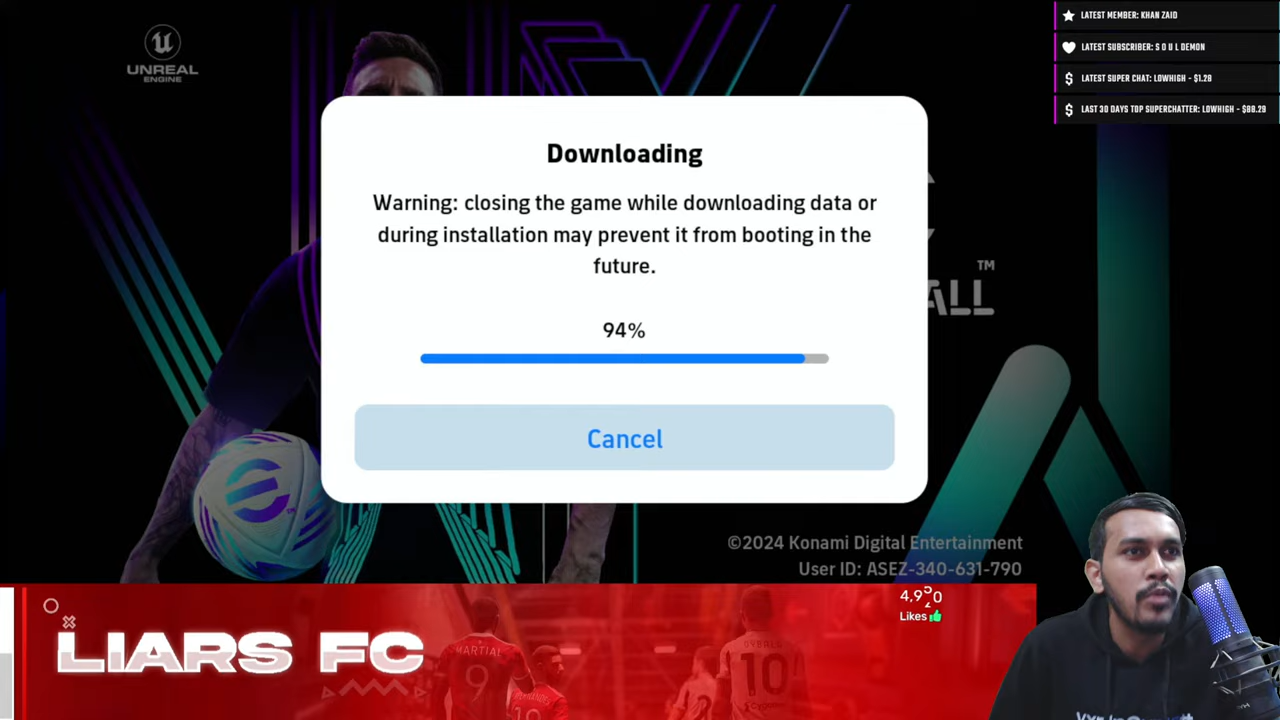 UNREAL
ENGINE
LATEST MEMBER: KHAN ZAID
LATEST SUBSCRIBER: S O U L DEMON
LATEST SUPER CHAT: LOWHIGH - $1.28
LAST 30 DAYS TOP SUPERCHATTER: LOWHIGH - $88.29
Downloading
Warning: closing the game while downloading data or
during installation may prevent it from booting in the
future.
94%
Cancel
ALL™
©2024 Konami Digital Entertainment
User ID: ASEZ-340-631-790
Likes
LIARS FC
MARTIAL
9
DYBALA
10